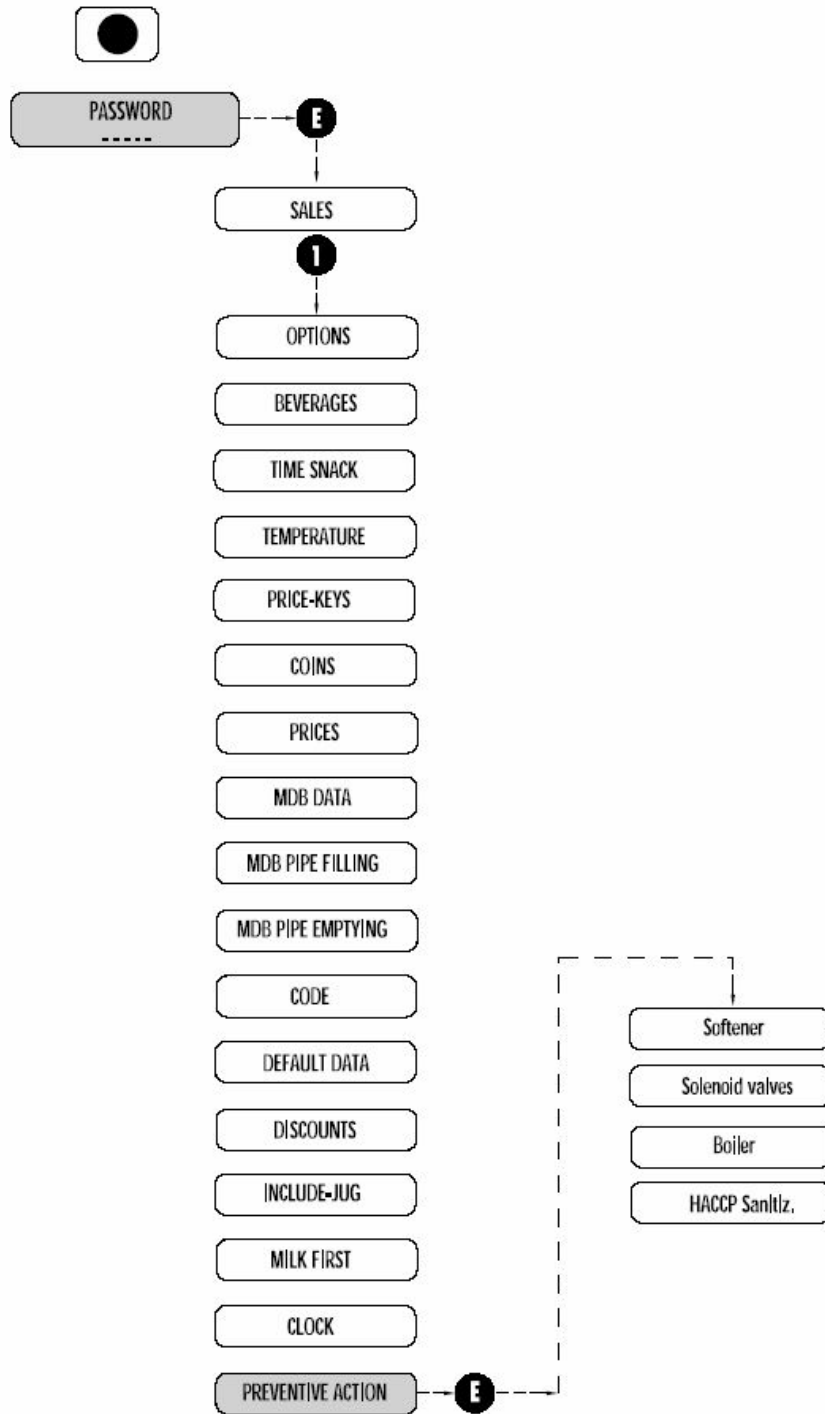 PASSWORD
-----
E
SALES
1
OPTIONS
BEVERAGES
TIME SNACK
TEMPERATURE
PRICE-KEYS
COINS
PRICES
MDB DATA
MDB PIPE FILLING
MDB PIPE EMPTYING
CODE
DEFAULT DATA
DISCOUNTS
INCLUDE-JUG
MILK FIRST
CLOCK
PREVENTIVE ACTION
E
Softener
Solenoid valves
Boiler
HACCP Sanitiz.